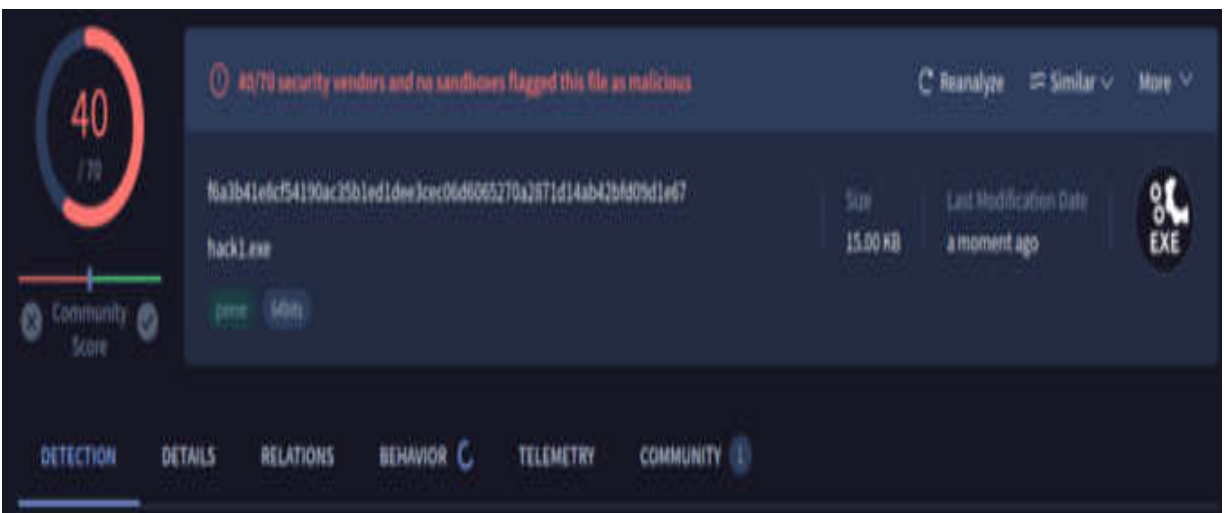 40
/ 70
Community
Score
40/70 security vendors and no sandboxes flagged this file as malicious
Reanalyze
Similar
More
hack1.exe
peexe
64bits
Size
15.00 KB
Last Modification Date
a moment ago
EXE
DETECTION
DETAILS
RELATIONS
BEHAVIOR
TELEMETRY
COMMUNITY
1